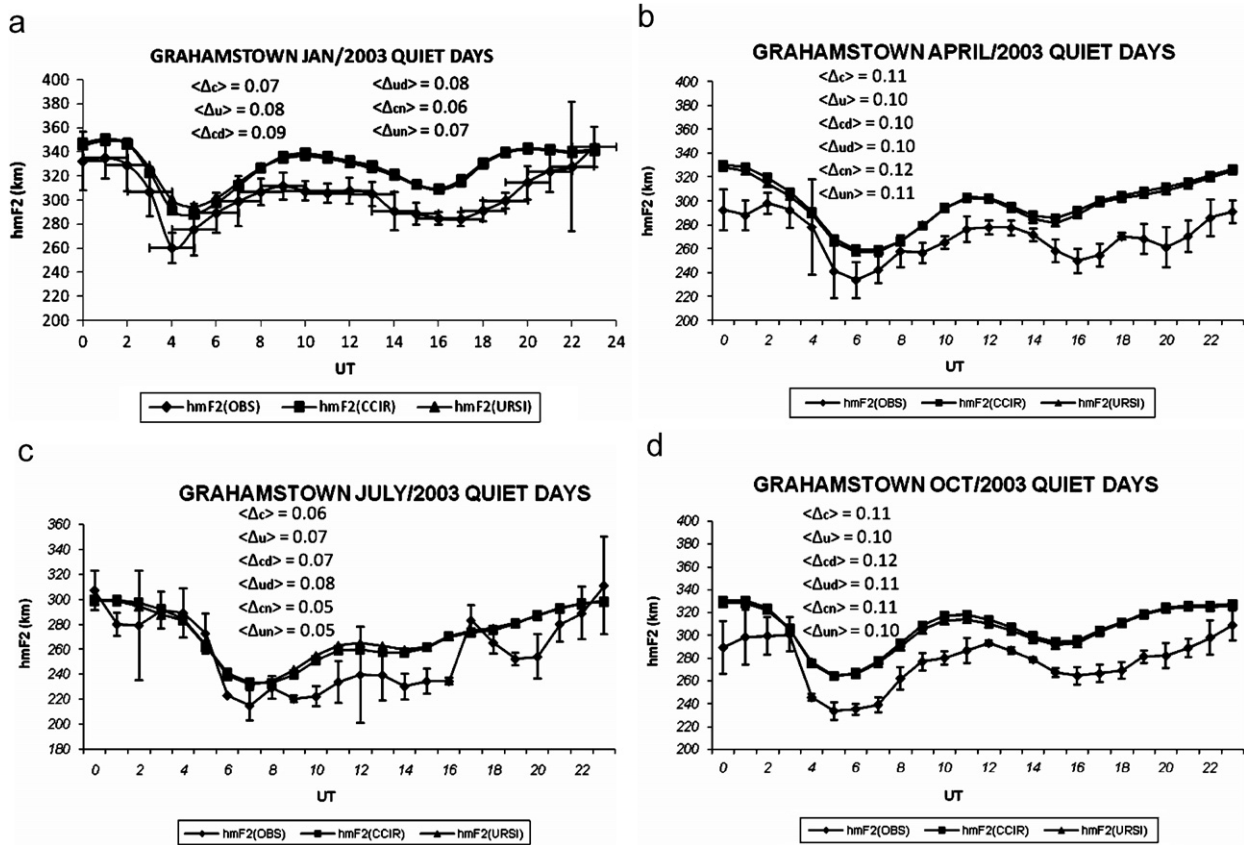 a
GRAHAMSTOWN JAN/2003 QUIET DAYS
<Δc> = 0.07
<Δu> = 0.08
<Δcd> = 0.09
<Δud> = 0.08
<Δcn> = 0.06
<Δun> = 0.07
hmF2 (km)
400
380
360
340
320
300
280
260
240
220
200
0 2 4 6 8 10 12 14 16 18 20 22 24
UT
hmF2(OBS) hmF2(CCIR) hmF2(URSI)
b
GRAHAMSTOWN APRIL/2003 QUIET DAYS
<Δc> = 0.11
<Δu> = 0.10
<Δcd> = 0.10
<Δud> = 0.10
<Δcn> = 0.12
<Δun> = 0.11
hmF2 (km)
400
380
360
340
320
300
280
260
240
220
200
0 2 4 6 8 10 12 14 16 18 20 22
UT
hmF2(OBS) hmF2(CCIR) hmF2(URSI)
c
GRAHAMSTOWN JULY/2003 QUIET DAYS
<Δc> = 0.06
<Δu> = 0.07
<Δcd> = 0.07
<Δud> = 0.08
<Δcn> = 0.05
<Δun> = 0.05
hmF2 (km)
360
340
320
300
280
260
240
220
200
180
0 2 4 6 8 10 12 14 16 18 20 22
UT
hmF2(OBS) hmF2(CCIR) hmF2(URSI)
d
GRAHAMSTOWN OCT/2003 QUIET DAYS
<Δc> = 0.11
<Δu> = 0.10
<Δcd> = 0.12
<Δud> = 0.11
<Δcn> = 0.11
<Δun> = 0.10
hmF2 (km)
400
380
360
340
320
300
280
260
240
220
200
0 2 4 6 8 10 12 14 16 18 20 22
UT
hmF2(OBS) hmF2(CCIR) hmF2(URSI)